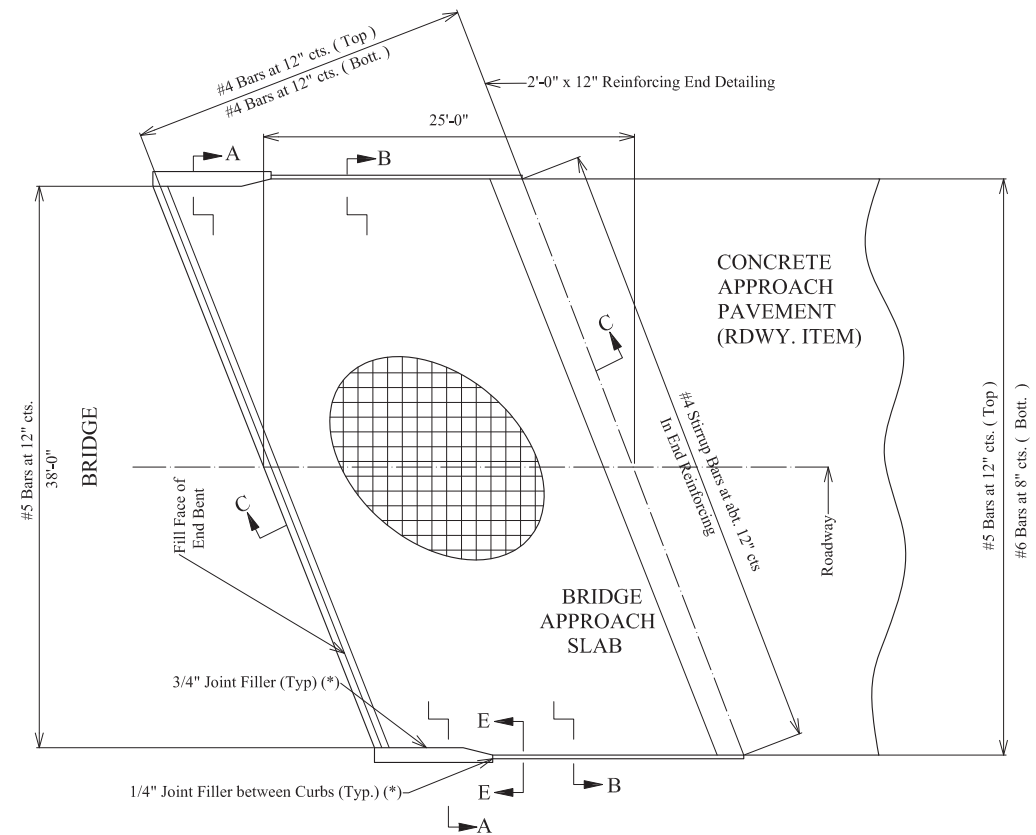 #4 Bars at 12" cts. ( Top )
#4 Bars at 12" cts. ( Bott. )
2'-0" x 12" Reinforcing End Detailing
25'-0"
A
B
CONCRETE
APPROACH
PAVEMENT
(RDWY. ITEM)
C
#5 Bars at 12" cts.
38'-0"
BRIDGE
C
Fill Face of
End Bent
#4 Stirrup Bars at abt. 12" cts
In End Reinforcing
Roadway
#5 Bars at 12" cts. ( Top )
#6 Bars at 8" cts. ( Bott. )
BRIDGE
APPROACH
SLAB
3/4" Joint Filler (Typ) (*)
E
B
1/4" Joint Filler between Curbs (Typ.) (*)
E
A